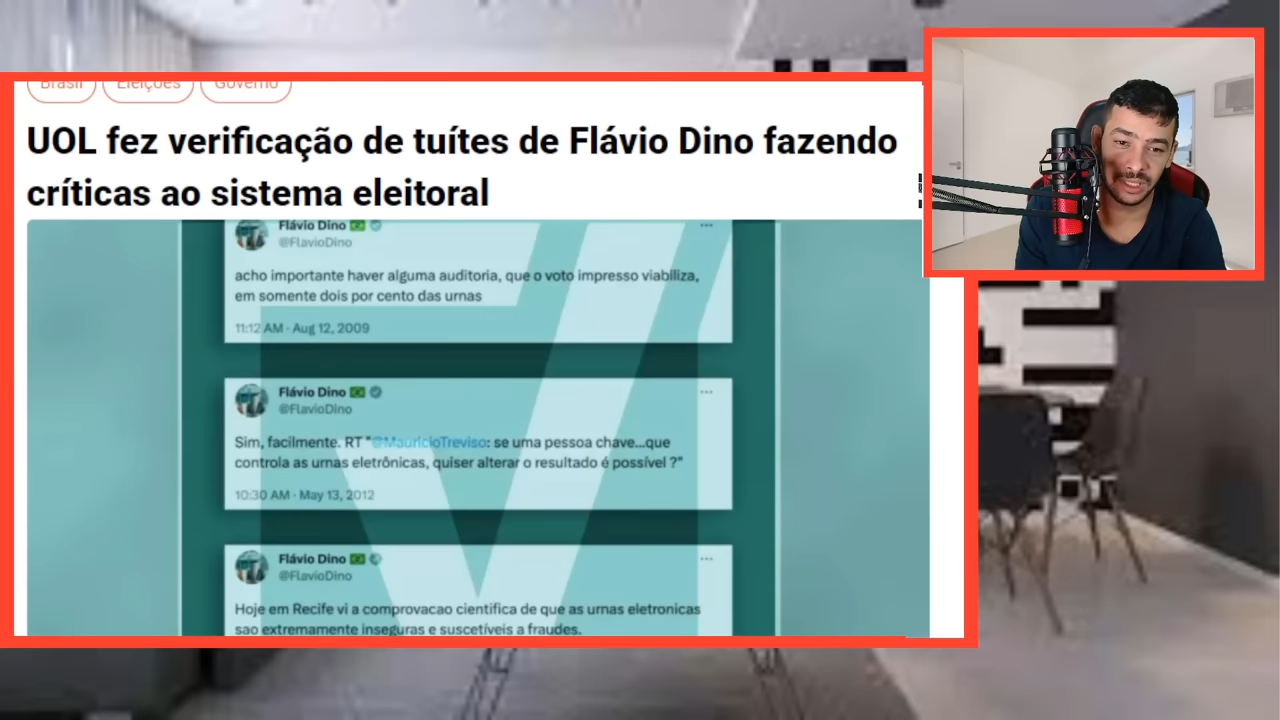 Brasil Eleições Governo
UOL fez verificação de tuítes de Flávio Dino fazendo
críticas ao sistema eleitoral
Flávio Dino
@FlavioDino
acho importante haver alguma auditoria, que o voto impresso viabiliza,
em somente dois por cento das urnas
11:12 AM · Aug 12, 2009
Flávio Dino
@FlavioDino
Sim, facilmente. RT "@MauricioTreviso: se uma pessoa chave...que
controla as urnas eletrônicas, quiser alterar o resultado é possível ?"
10:30 AM · May 13, 2012
Flávio Dino
@FlavioDino
Hoje em Recife vi a comprovacao cientifica de que as urnas eletronicas
sao extremamente inseguras e suscetíveis a fraudes.